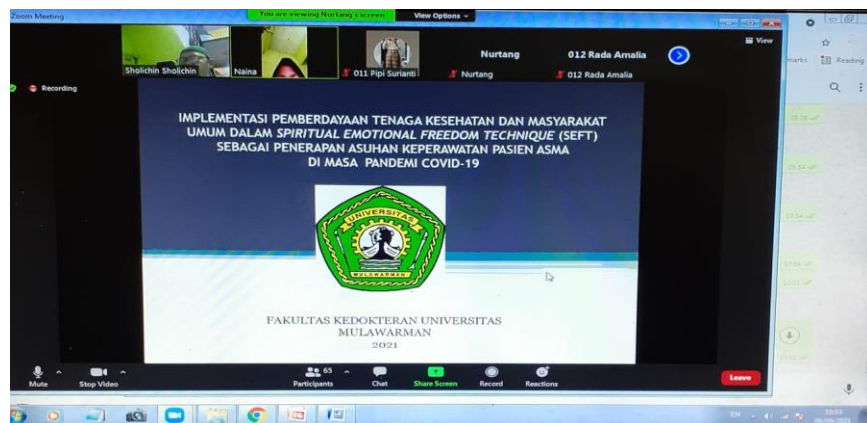 Zoom Meeting
You are viewing Nurtang's screen
View Options
View
Sholichin Sholichin
Naina
011 Pipi Surianti
Nurtang
Nurtang
012 Rada Amalia
012 Rada Amalia
Reading
Recording
IMPLEMENTASI PEMBERDAYAAN TENAGA KESEHATAN DAN MASYARAKAT
UMUM DALAM SPIRITUAL EMOTIONAL FREEDOM TECHNIQUE (SEFT)
SEBAGAI PENERAPAN ASUHAN KEPERAWATAN PASIEN ASMA
DI MASA PANDEMI COVID-19
UNIVERSITAS
MULAWARMAN
FAKULTAS KEDOKTERAN UNIVERSITAS
MULAWARMAN
2021
Mute
Stop Video
65
Participants
Chat
Share Screen
Record
Reactions
Leave
EN